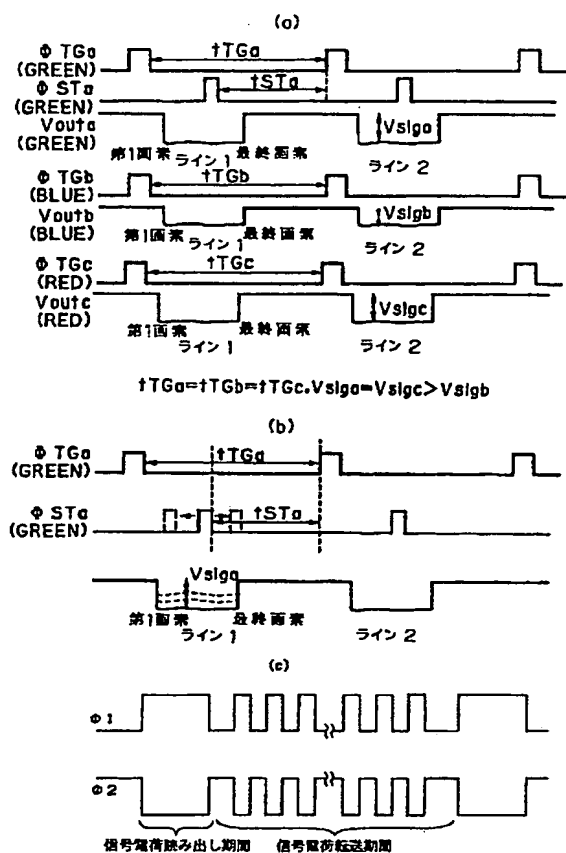 (a)
Φ TGa
(GREEN)
tTGa
Φ STa
(GREEN)
tSTa
Vouta
(GREEN)
Vsiga
第1画素
ライン 1
最終画素
ライン 2
Φ TGb
(BLUE)
tTGb
Voutb
(BLUE)
Vsigb
第1画素
ライン 1
最終画素
ライン 2
Φ TGc
(RED)
tTGc
Voutc
(RED)
Vsigc
第1画素
ライン 1
最終画素
ライン 2
tTGa=tTGb=tTGc.Vsiga=Vsigc>Vsigb
(b)
Φ TGa
(GREEN)
tTGa
Φ STa
(GREEN)
tSTa
Vsiga
第1画素
ライン 1
最終画素
ライン 2
(c)
Φ1
Φ2
信号電荷読み出し期間
信号電荷転送期間